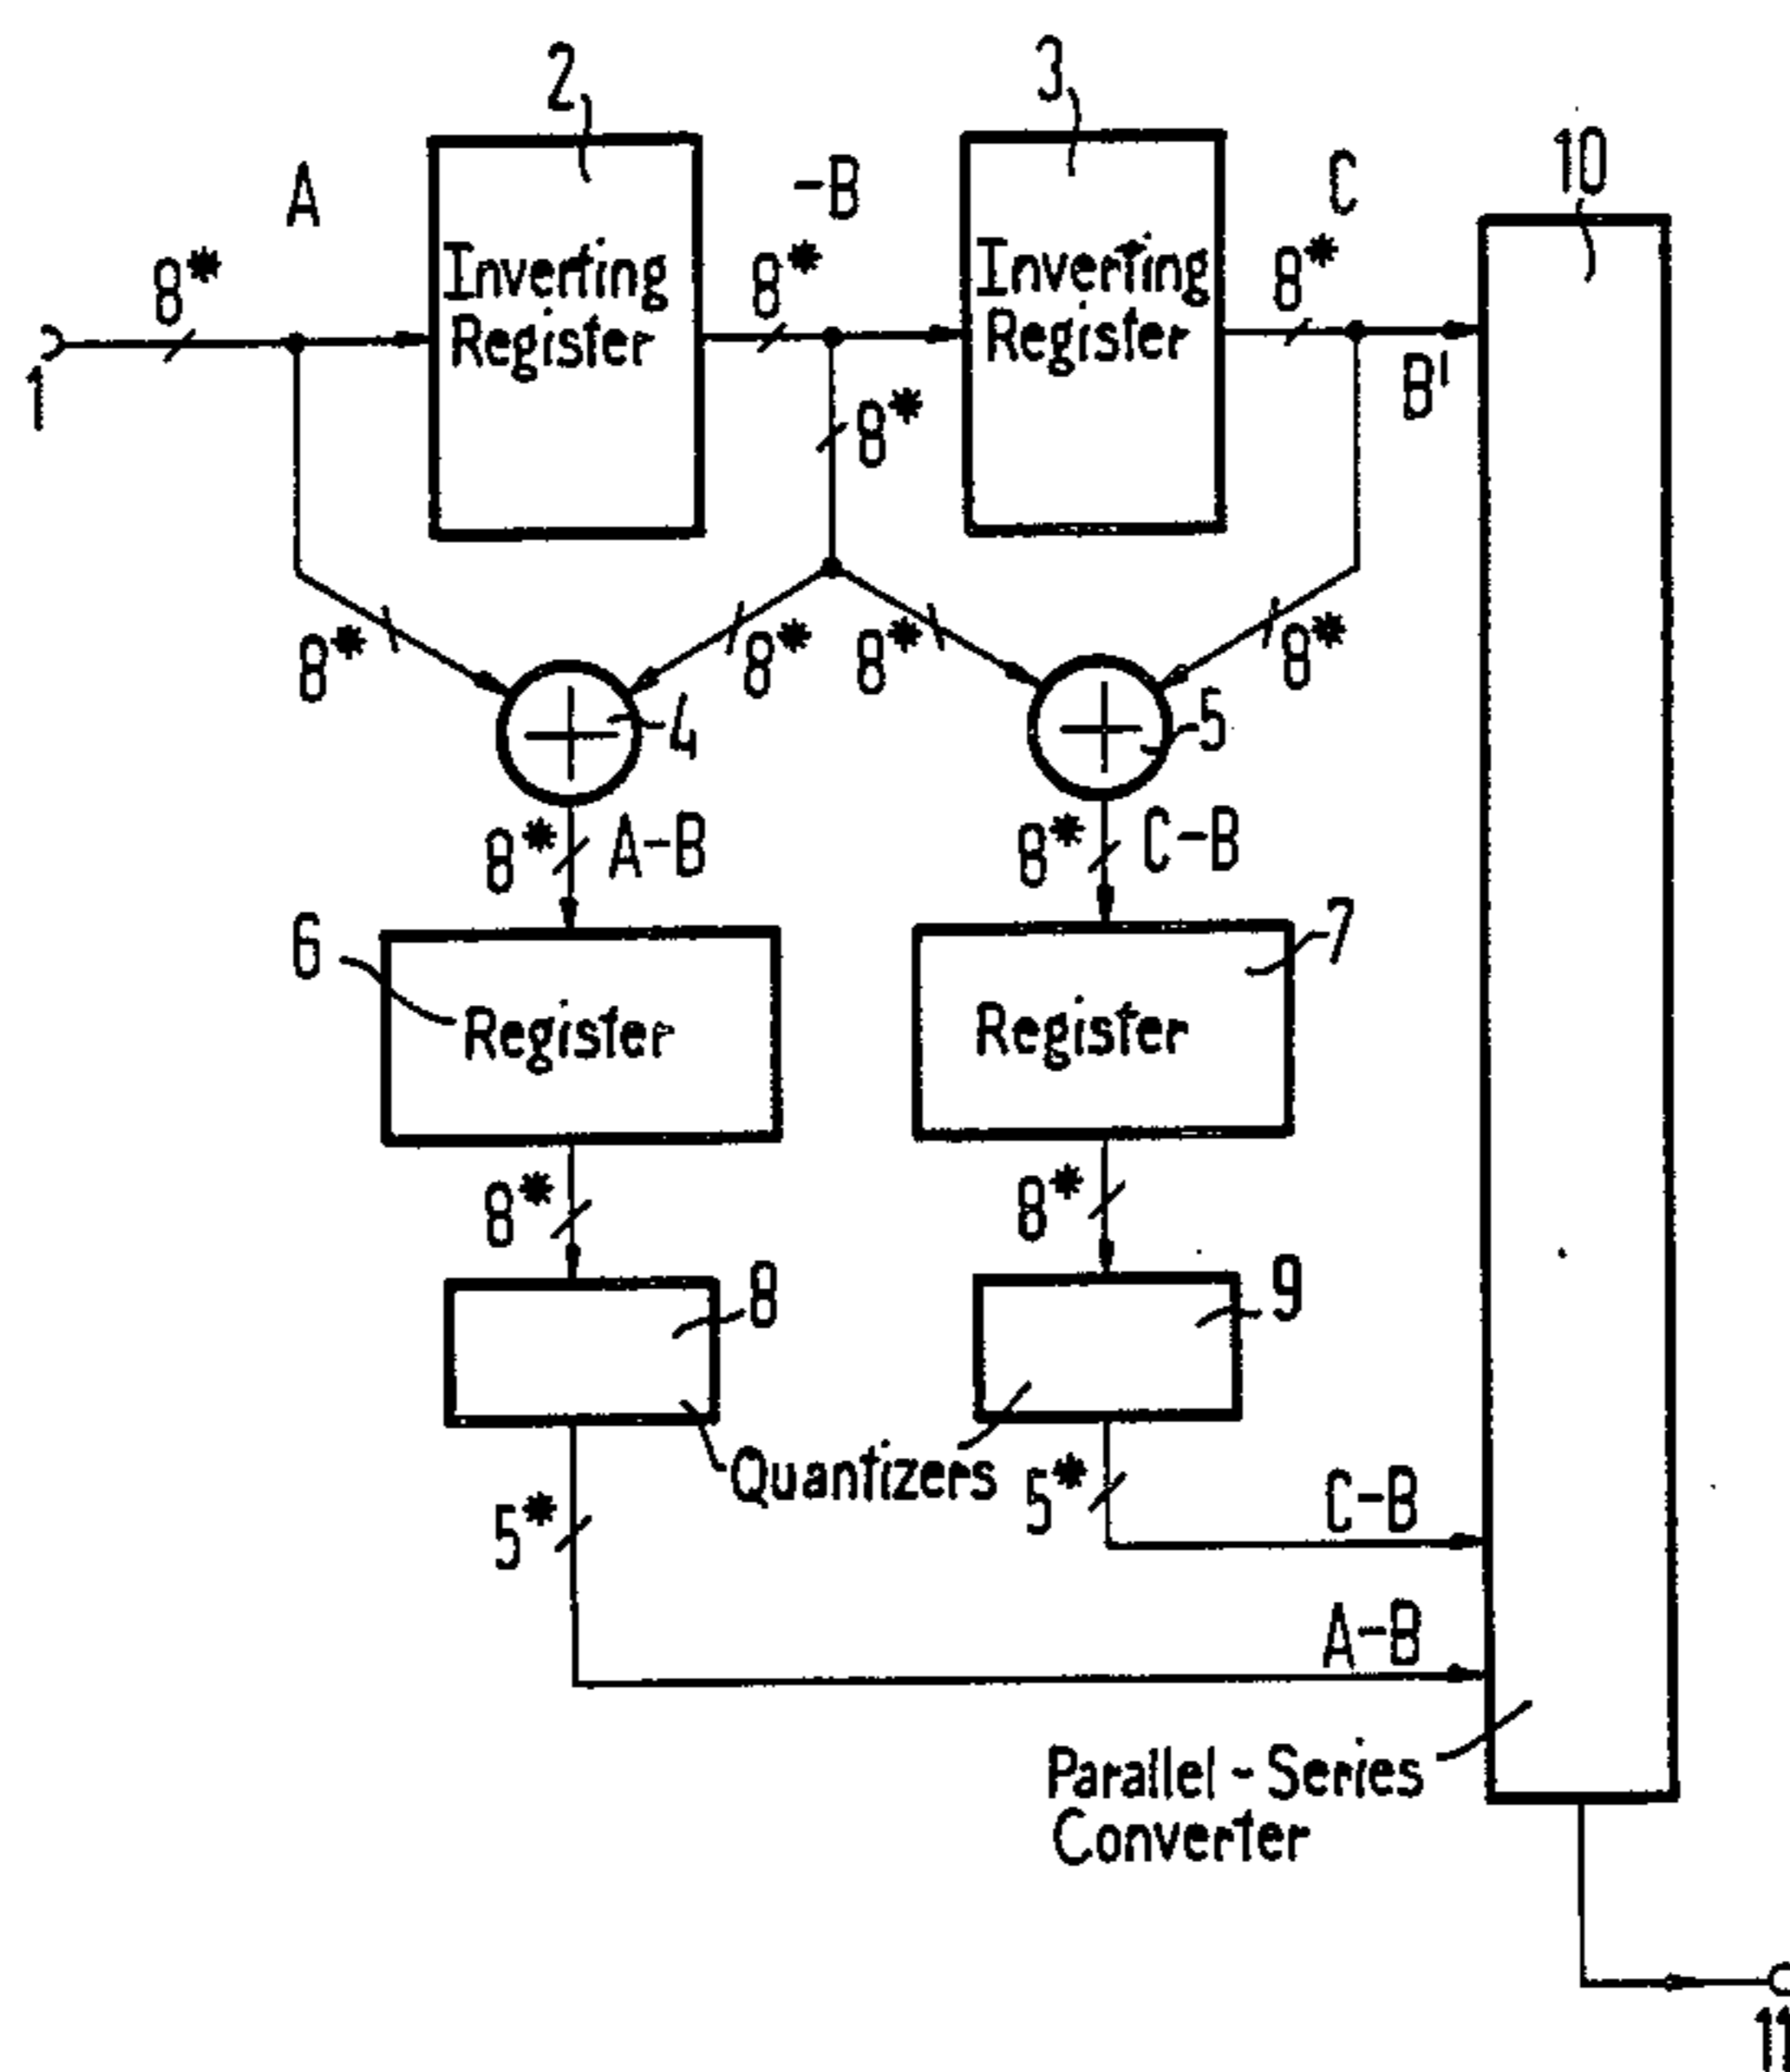 2
3
10
A
-B
C
8*
Inverting
Register
8*
Inverting
Register
8*
1
B'
8*
8*
8*
8*
8*
4
5
8*
A-B
8*
C-B
6
Register
Register
7
8*
8*
8
9
Quantizers
5*
5*
C-B
A-B
Parallel - Series
Converter
11